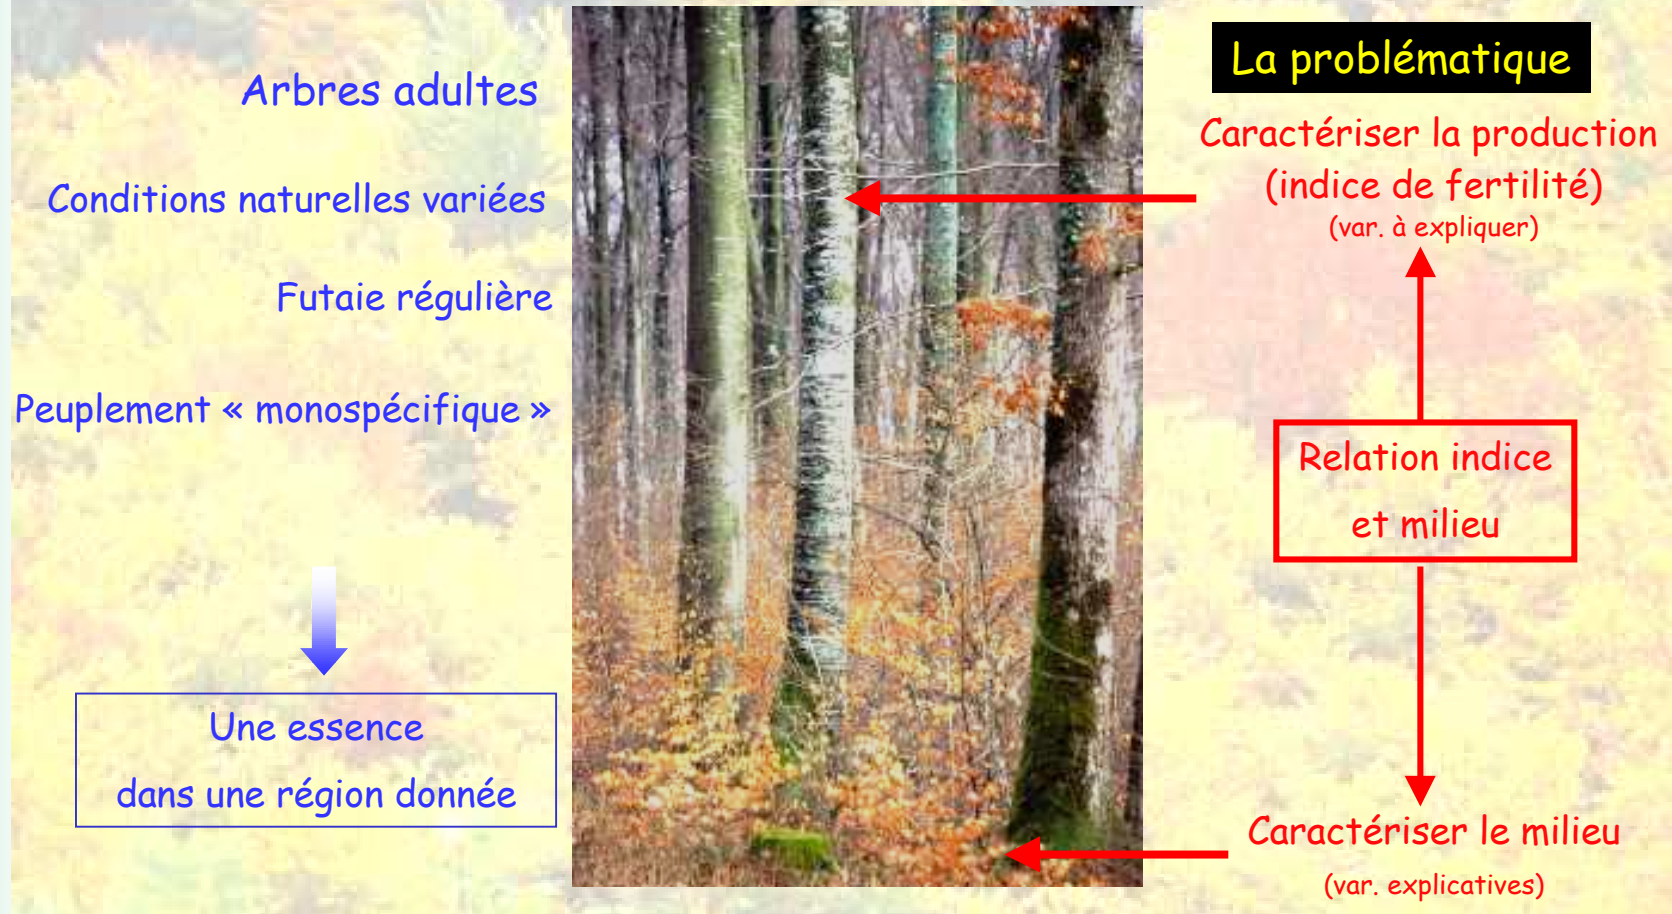 La problématique
Arbres adultes
Conditions naturelles variées
Futaie régulière
Peuplement « monospécifique »
Une essence
dans une région donnée
Caractériser la production
(indice de fertilité)
(var. à expliquer)
Relation indice
et milieu
Caractériser le milieu
(var. explicatives)